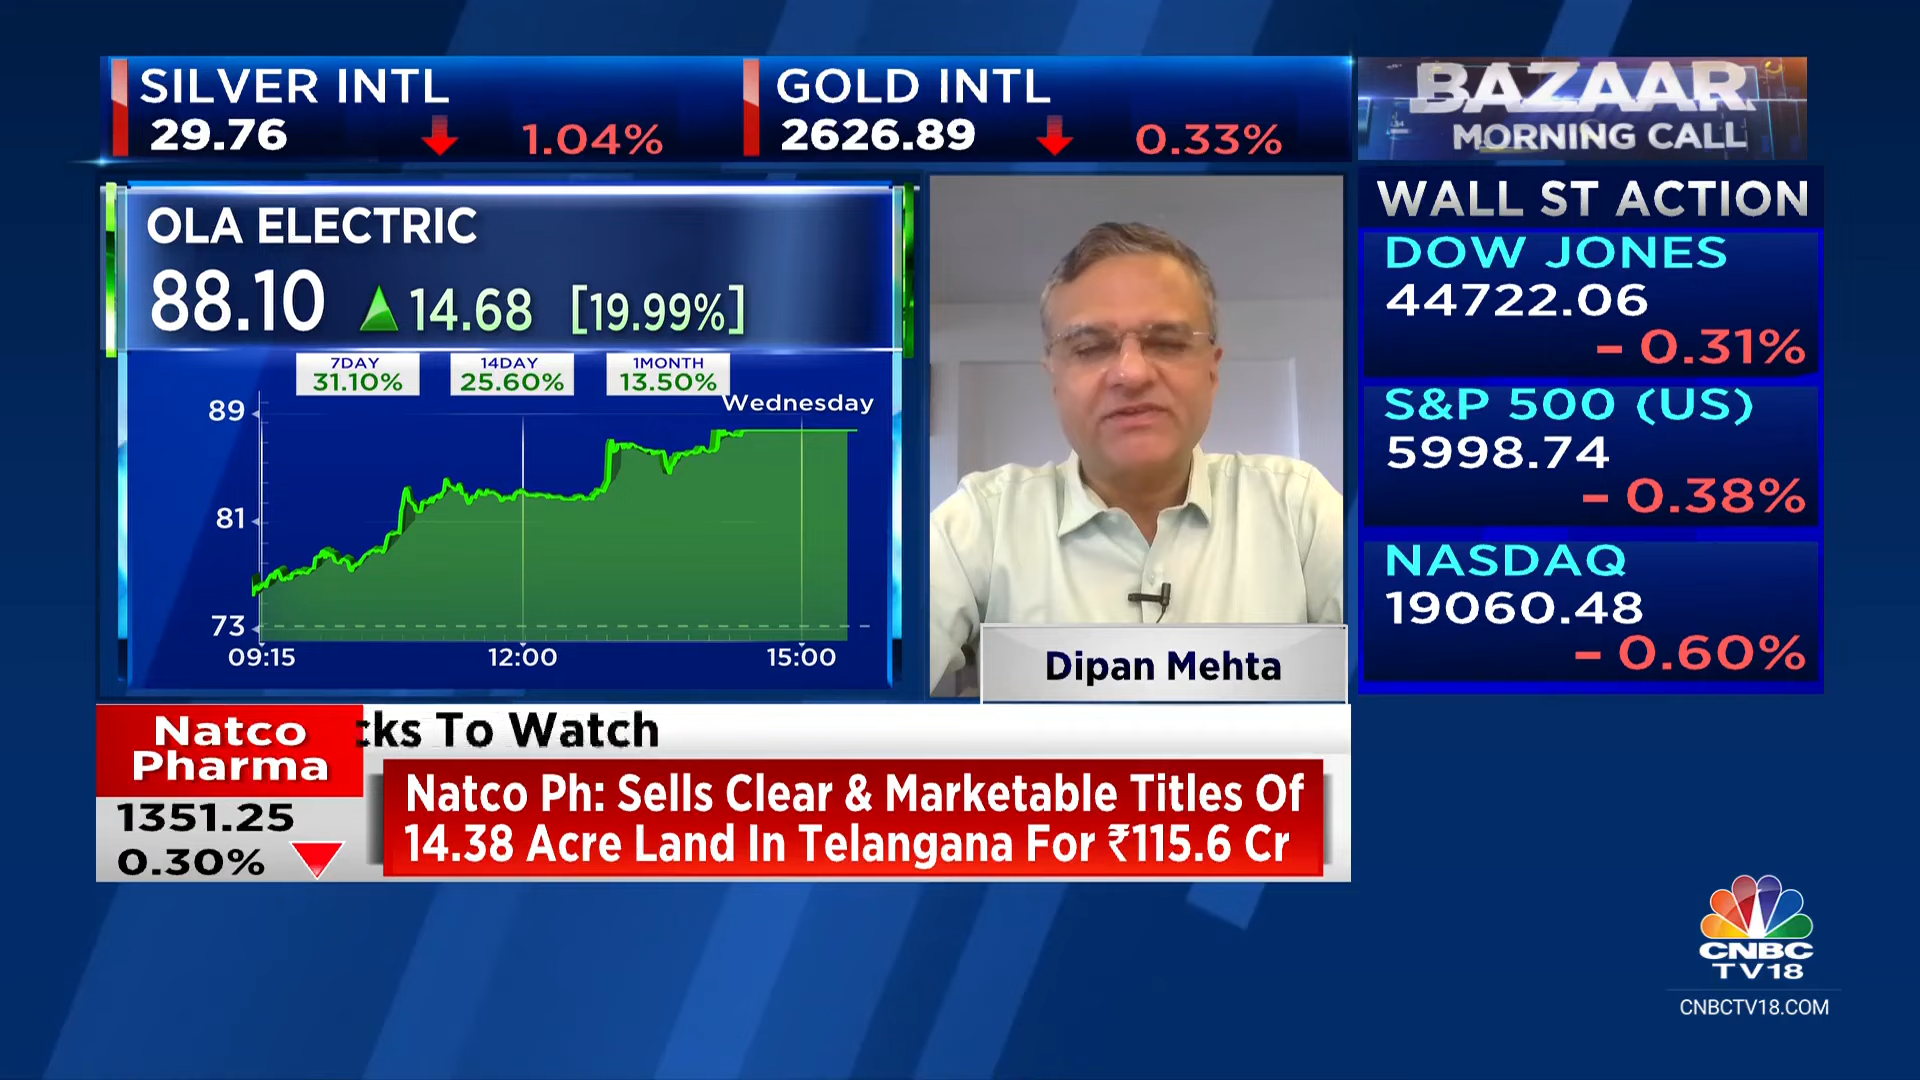 SILVER INTL
29.76 1.04%
GOLD INTL
2626.89 0.33%
BAZAAR
MORNING CALL
OLA ELECTRIC
88.10 14.68 [19.99%]
7DAY
31.10%
14DAY
25.60%
1MONTH
13.50%
Wednesday
89
81
73
09:15 12:00 15:00
Dipan Mehta
WALL ST ACTION
DOW JONES
44722.06
- 0.31%
S&P 500 (US)
5998.74
- 0.38%
NASDAQ
19060.48
- 0.60%
Natco
Pharma
1351.25
0.30%
cks To Watch
Natco Ph: Sells Clear & Marketable Titles Of
14.38 Acre Land In Telangana For ₹115.6 Cr
CNBC
TV18
CNBCTV18.COM